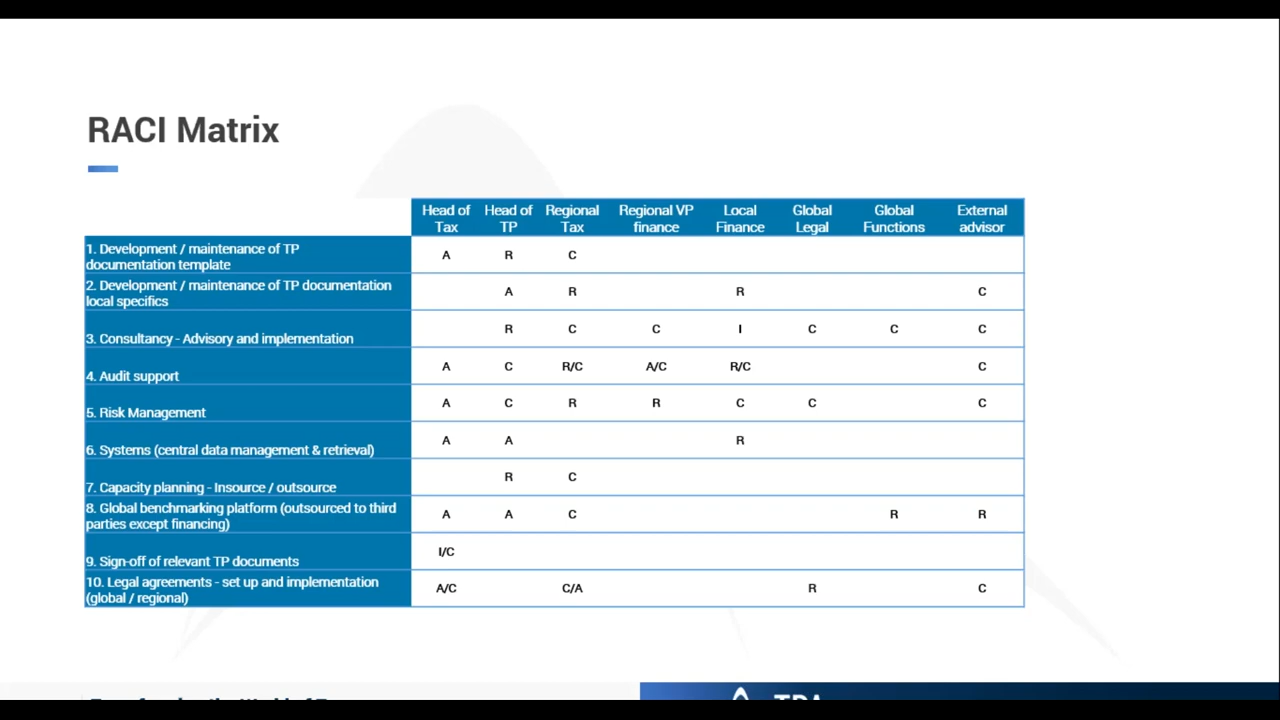 RACI Matrix
Head of Tax Head of TP Regional Tax Regional VP finance Local Finance Global Legal Global Functions External advisor
1. Development / maintenance of TP documentation template A R C
2. Development / maintenance of TP documentation local specifics A R R C
3. Consultancy - Advisory and implementation R C C I C C C
4. Audit support A C R/C A/C R/C C
5. Risk Management A C R R C C C
6. Systems (central data management & retrieval) A A R
7. Capacity planning - Insource / outsource R C
8. Global benchmarking platform (outsourced to third parties except financing) A A C R R
9. Sign-off of relevant TP documents I/C
10. Legal agreements - set up and implementation (global / regional) A/C C/A R C